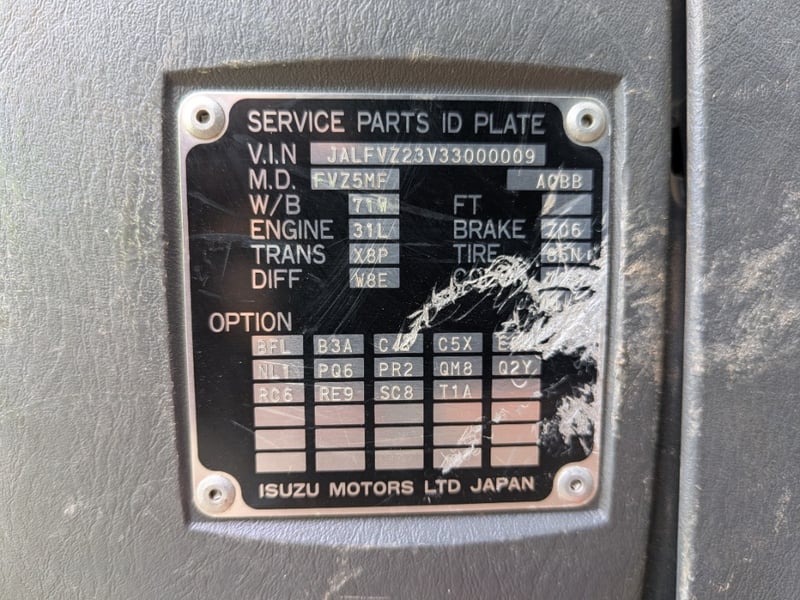 SERVICE PARTS ID PLATE
V.I.N JALFVZ23V33000009
M.D. FVZ5MF A0BB
W/B 71W FT
ENGINE 31L BRAKE Z06
TRANS X8P TIRE
DIFF W8E
OPTION
BFL B3A C5X
NL1 PQ6 PR2 QM8 Q2Y
RC6 RE9 SC8 T1A
ISUZU MOTORS LTD JAPAN